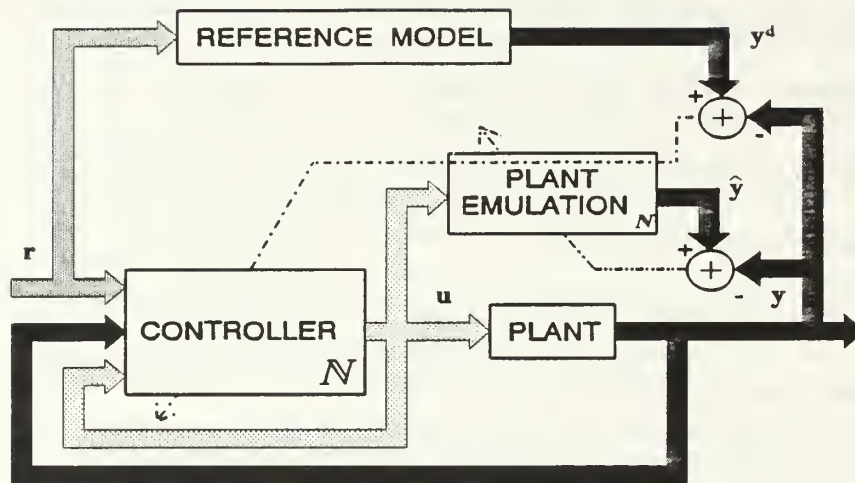 REFERENCE MODEL
y^d
+
+
-
PLANT
EMULATION
N
ŷ
r
+
+
-
y
CONTROLLER
N
u
PLANT